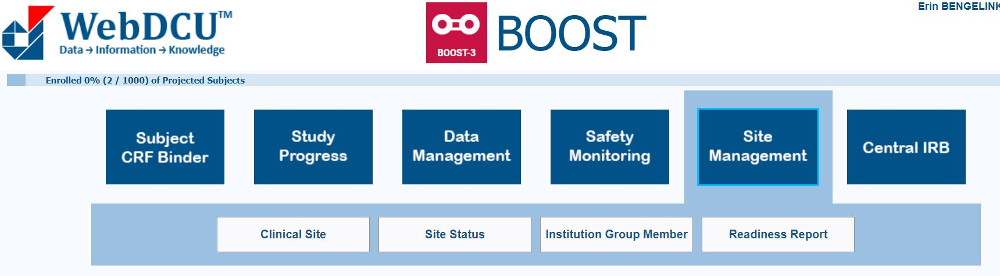 WebDCU™
Data → Information → Knowledge
BOOST-3
BOOST
Erin BENGELINK
Enrolled 0% (2 / 1000) of Projected Subjects
Subject
CRF Binder
Study
Progress
Data
Management
Safety
Monitoring
Site
Management
Central IRB
Clinical Site
Site Status
Institution Group Member
Readiness Report